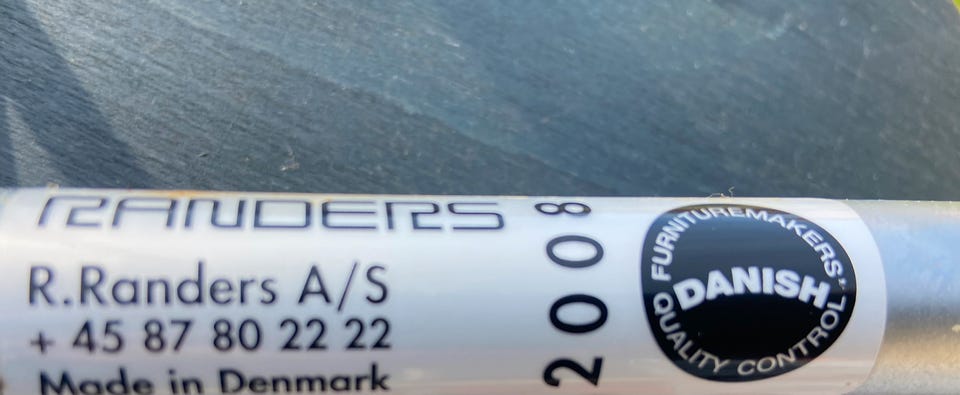 RANDERS
R.Randers A/S
+ 45 87 80 22 22
Made in Denmark
2008
DANISH
FURNITUREMAKERS'
QUALITY CONTROL